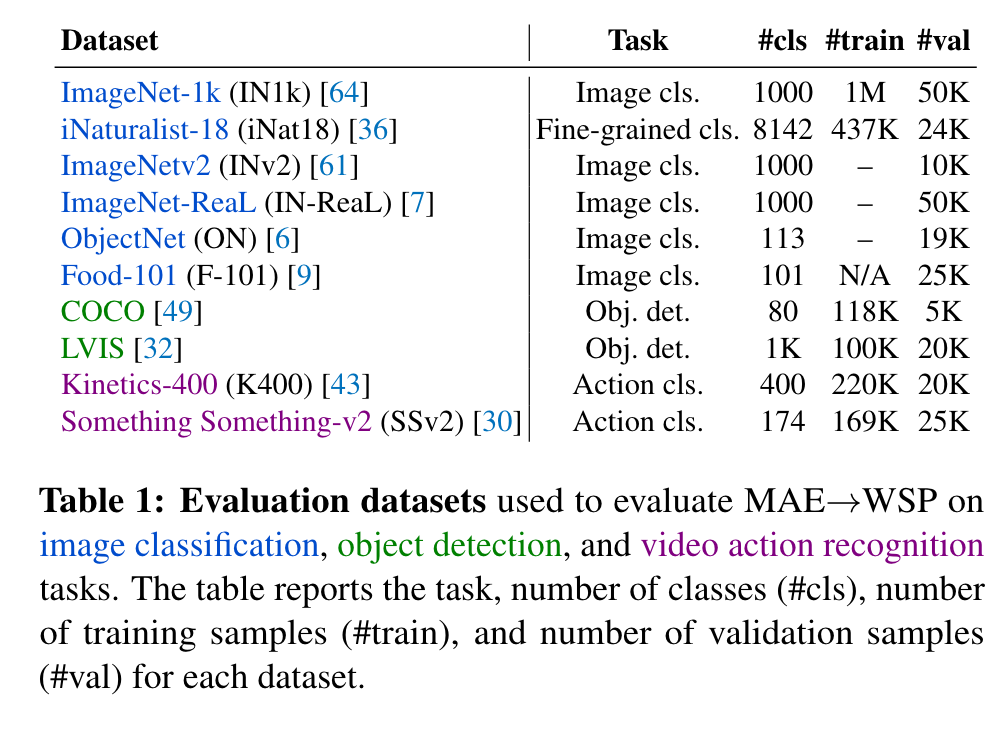 Dataset Task #cls #train #val
ImageNet-1k (IN1k) [64] Image cls. 1000 1M 50K
iNaturalist-18 (iNat18) [36] Fine-grained cls. 8142 437K 24K
ImageNetv2 (INv2) [61] Image cls. 1000 – 10K
ImageNet-ReaL (IN-ReaL) [7] Image cls. 1000 – 50K
ObjectNet (ON) [6] Image cls. 113 – 19K
Food-101 (F-101) [9] Image cls. 101 N/A 25K
COCO [49] Obj. det. 80 118K 5K
LVIS [32] Obj. det. 1K 100K 20K
Kinetics-400 (K400) [43] Action cls. 400 220K 20K
Something Something-v2 (SSv2) [30] Action cls. 174 169K 25K
Table 1: Evaluation datasets used to evaluate MAE→WSP on
image classification, object detection, and video action recognition
tasks. The table reports the task, number of classes (#cls), number
of training samples (#train), and number of validation samples
(#val) for each dataset.